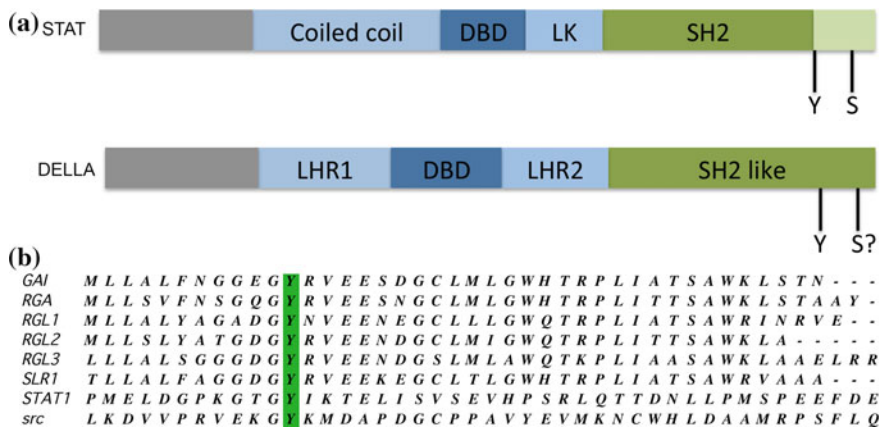 (a) STAT Coiled coil DBD LK SH2
Y S
DELLA LHR1 DBD LHR2 SH2 like
Y S?
(b)
GAI M L L A L F N G G E G Y R V E E S D G C L M L G W H T R P L I A T S A W K L S T N - - -
RGA M L L S V F N S G Q G Y R V E E S N G C L M L G W H T R P L I T T S A W K L S T A A Y -
RGL1 M L L A L Y A G A D G Y N V E E N E G C L L L G W Q T R P L I A T S A W R I N R V E - -
RGL2 M L L S L Y A T G D G Y R V E E N D G C L M I G W Q T R P L I T T S A W K L A - - - - -
RGL3 L L L A L S G G G D G Y R V E E N D G S L M L A W Q T K P L I A A S A W K L A A E L R R
SLR1 T L L A L F A G G D G Y R V E E K E G C L T L G W H T R P L I A T S A W R V A A A - - -
STAT1 P M E L D G P K G T G Y I K T E L I S V S E V H P S R L Q T T D N L L P M S P E E F D E
src L K D V V P R V E K G Y K M D A P D G C P P A V Y E V M K N C W H L D A A M R P S F L Q